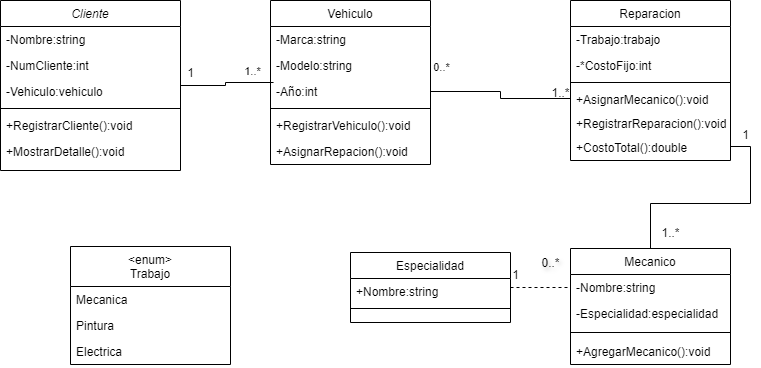 Cliente
-Nombre:string
-NumCliente:int
-Vehiculo:vehiculo
+RegistrarCliente():void
+MostrarDetalle():void
1
1..*
Vehiculo
-Marca:string
-Modelo:string
-Año:int
+RegistrarVehiculo():void
+AsignarRepacion():void
0..*
1..*
Reparacion
-Trabajo:trabajo
-*CostoFijo:int
+AsignarMecanico():void
+RegistrarReparacion():void
+CostoTotal():double
1
1..*
<enum>
Trabajo
Mecanica
Pintura
Electrica
Especialidad
+Nombre:string
1
0..*
Mecanico
-Nombre:string
-Especialidad:especialidad
+AgregarMecanico():void